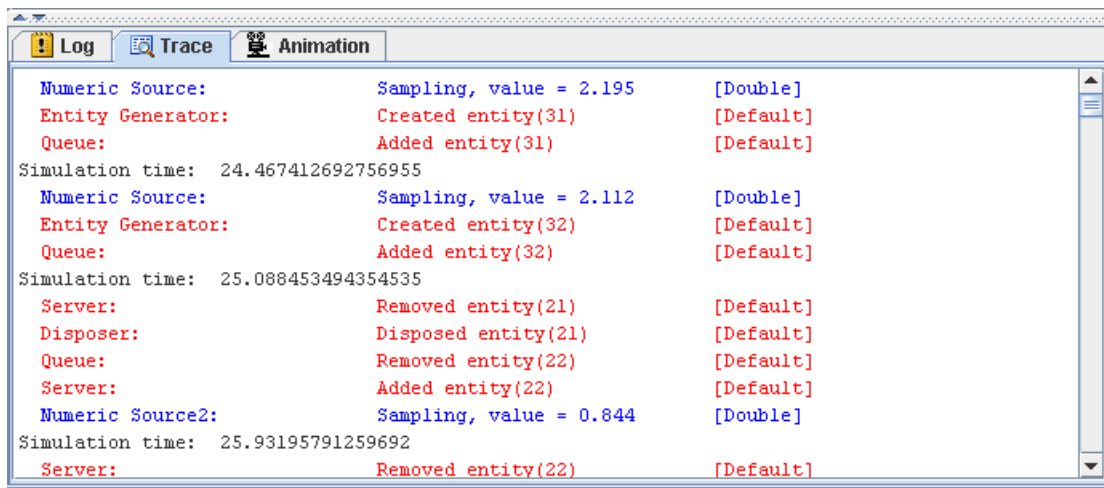 Log Trace Animation
Numeric Source: Sampling, value = 2.195 [Double]
Entity Generator: Created entity(31) [Default]
Queue: Added entity(31) [Default]
Simulation time: 24.467412692756955
Numeric Source: Sampling, value = 2.112 [Double]
Entity Generator: Created entity(32) [Default]
Queue: Added entity(32) [Default]
Simulation time: 25.088453494354535
Server: Removed entity(21) [Default]
Disposer: Disposed entity(21) [Default]
Queue: Removed entity(22) [Default]
Server: Added entity(22) [Default]
Numeric Source2: Sampling, value = 0.844 [Double]
Simulation time: 25.93195791259692
Server: Removed entity(22) [Default]